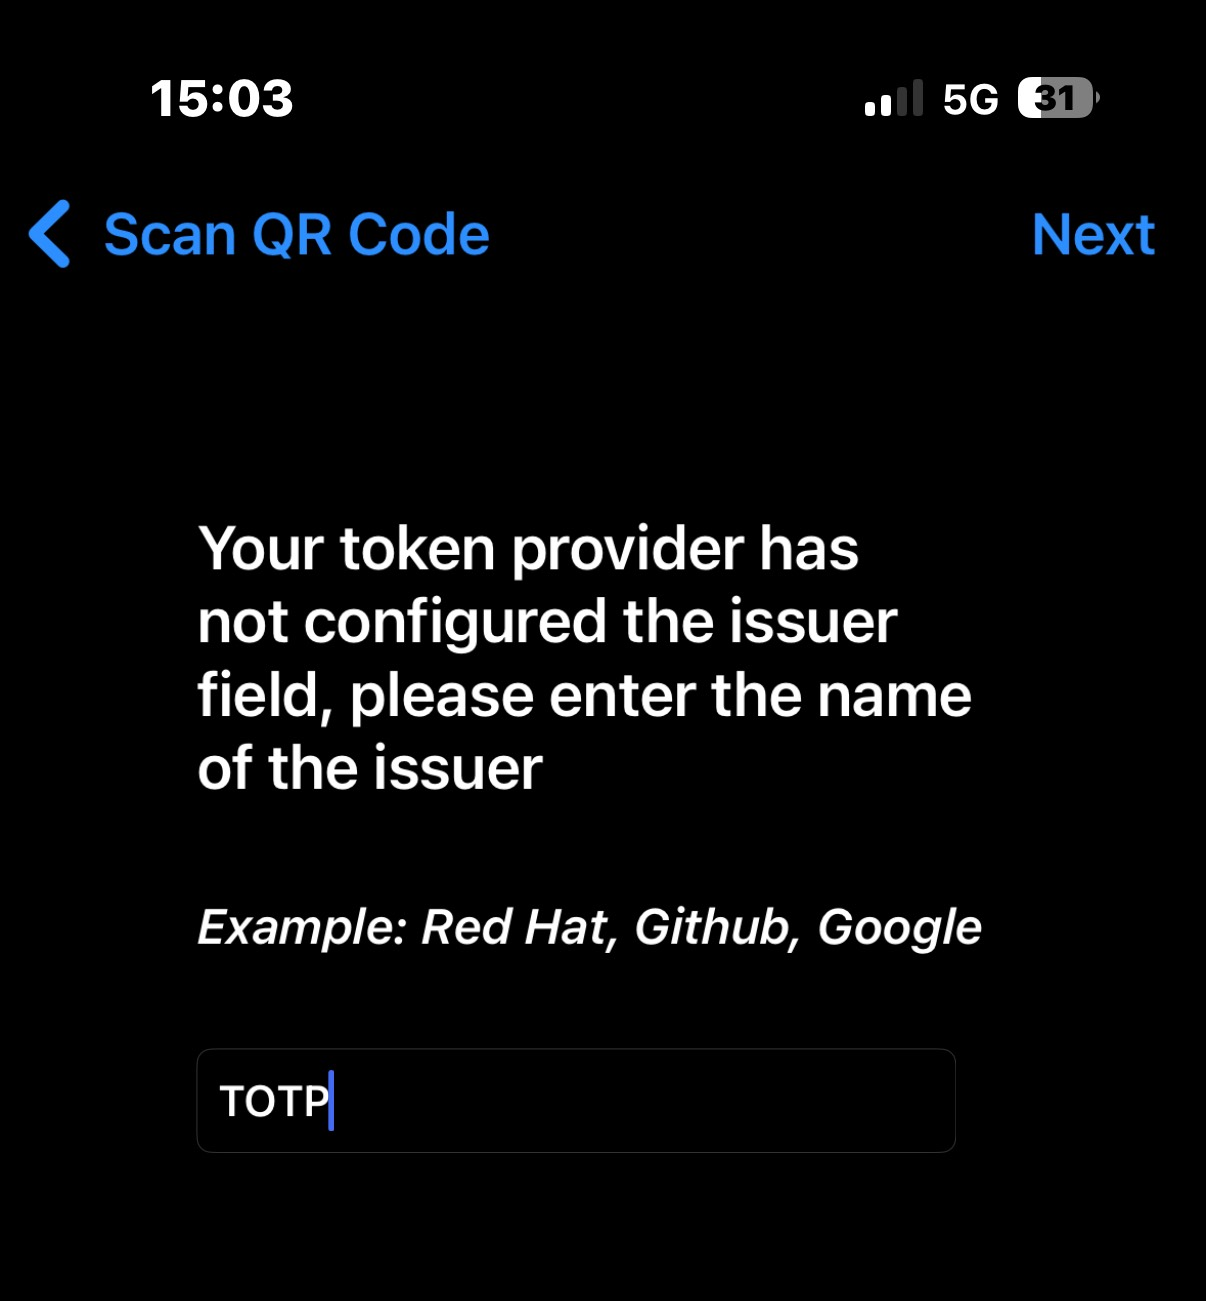 15:03
5G 31
Scan QR Code
Next
Your token provider has
not configured the issuer
field, please enter the name
of the issuer
Example: Red Hat, Github, Google
TOTP